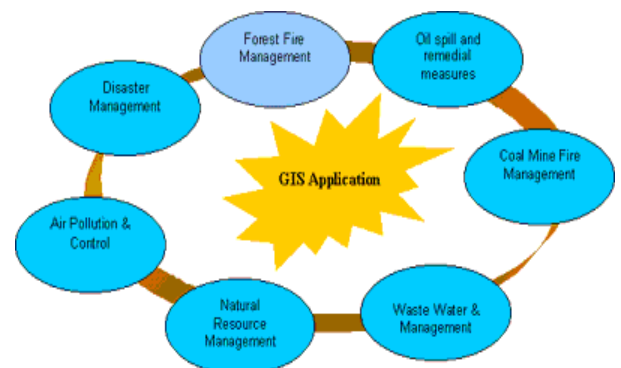 Forest Fire
Management
Oil spill and
remedial
measures
Disaster
Management
Coal Mine Fire
Management
GIS Application
Air Pollution &
Control
Natural
Resource
Management
Waste Water &
Management